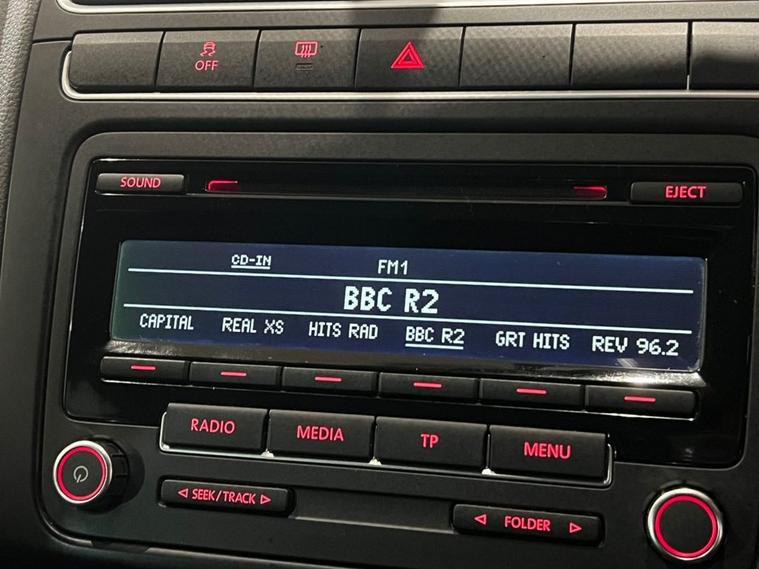 OFF
SOUND
EJECT
CD-IN FM1
BBC R2
CAPITAL REAL XS HITS RAD BBC R2 GRT HITS REV 96.2
RADIO MEDIA TP MENU
SEEK/TRACK
FOLDER